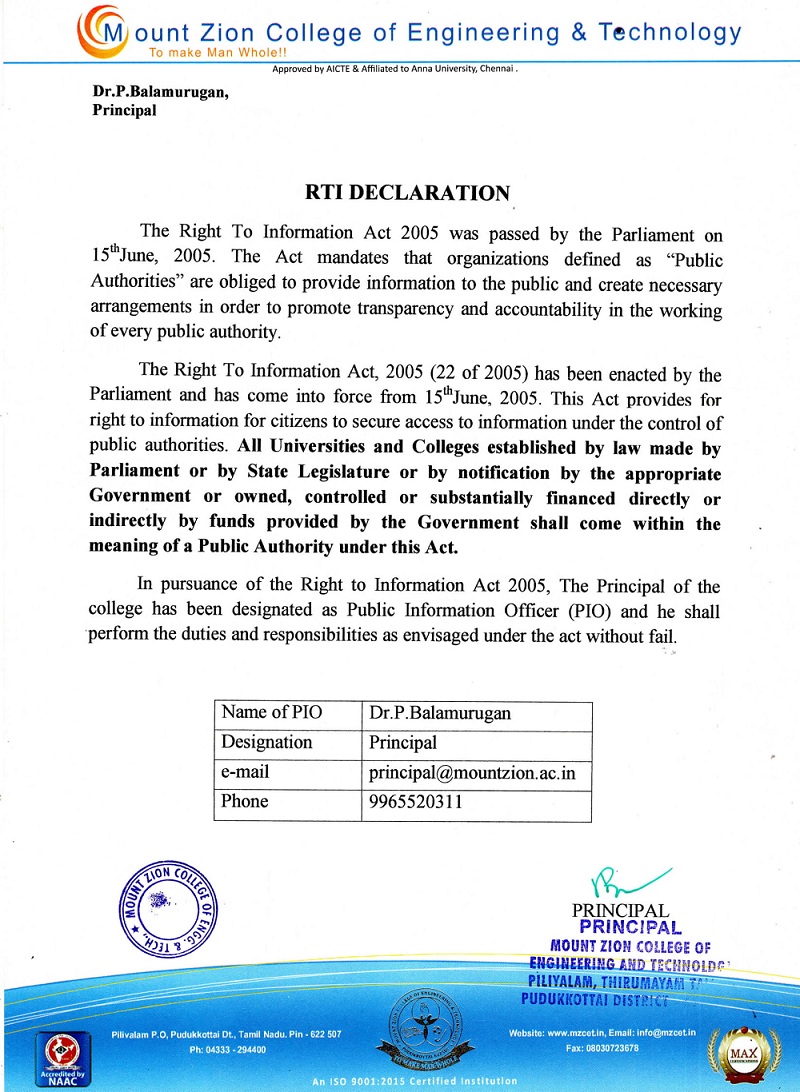 Mount Zion College of Engineering & Technology
To make Man Whole!!
Approved by AICTE & Affiliated to Anna University, Chennai .
Dr.P.Balamurugan,
Principal
RTI DECLARATION
The Right To Information Act 2005 was passed by the Parliament on
15thJune, 2005. The Act mandates that organizations defined as “Public
Authorities” are obliged to provide information to the public and create necessary
arrangements in order to promote transparency and accountability in the working
of every public authority.
The Right To Information Act, 2005 (22 of 2005) has been enacted by the
Parliament and has come into force from 15thJune, 2005. This Act provides for
right to information for citizens to secure access to information under the control of
public authorities. All Universities and Colleges established by law made by
Parliament or by State Legislature or by notification by the appropriate
Government or owned, controlled or substantially financed directly or
indirectly by funds provided by the Government shall come within the
meaning of a Public Authority under this Act.
In pursuance of the Right to Information Act 2005, The Principal of the
college has been designated as Public Information Officer (PIO) and he shall
perform the duties and responsibilities as envisaged under the act without fail.
Name of PIO Dr.P.Balamurugan
Designation Principal
e-mail principal@mountzion.ac.in
Phone 9965520311
MOUNT ZION COLLEGE OF ENGG. & TECH.,
PRINCIPAL
PRINCIPAL
MOUNT ZION COLLEGE OF
ENGINEERING AND TECHNOLOG
PILIYALAM, THIRUMAYAM
PUDUKKOTTAI DISTRICT
Pilivalam P.O, Pudukkottai Dt., Tamil Nadu. Pin - 622 507
Ph: 04333 - 294400
Website: www.mzcet.in, Email: info@mzcet.in
Fax: 08030723678
TO MAKE MAN WHOLE
Accredited by
NAAC
MAX
An ISO 9001:2015 Certified Institution